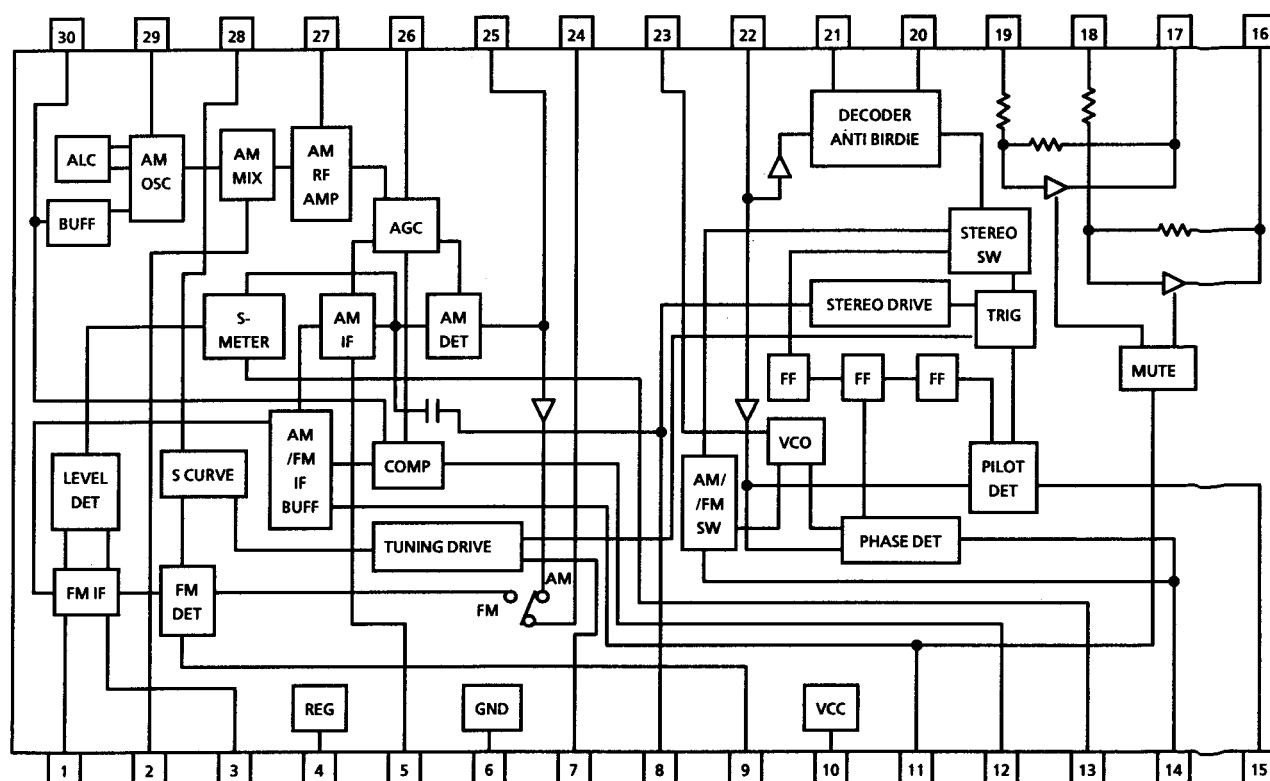 30 29 28 27 26 25 24 23 22 21 20 19 18 17 16
ALC
AM
OSC
AM
MIX
AM
RF
AMP
BUFF
AGC
DECODER
ANTI BIRDIE
STEREO
SW
S-
METER
AM
IF
AM
DET
STEREO DRIVE
TRIG
MUTE
FF
FF
FF
AM
/FM
IF
BUFF
LEVEL
DET
S CURVE
COMP
VCO
AM/
/FM
SW
PILOT
DET
TUNING DRIVE
PHASE DET
FM IF
FM
DET
FM
AM
REG
GND
VCC
1 2 3 4 5 6 7 8 9 10 11 12 13 14 15